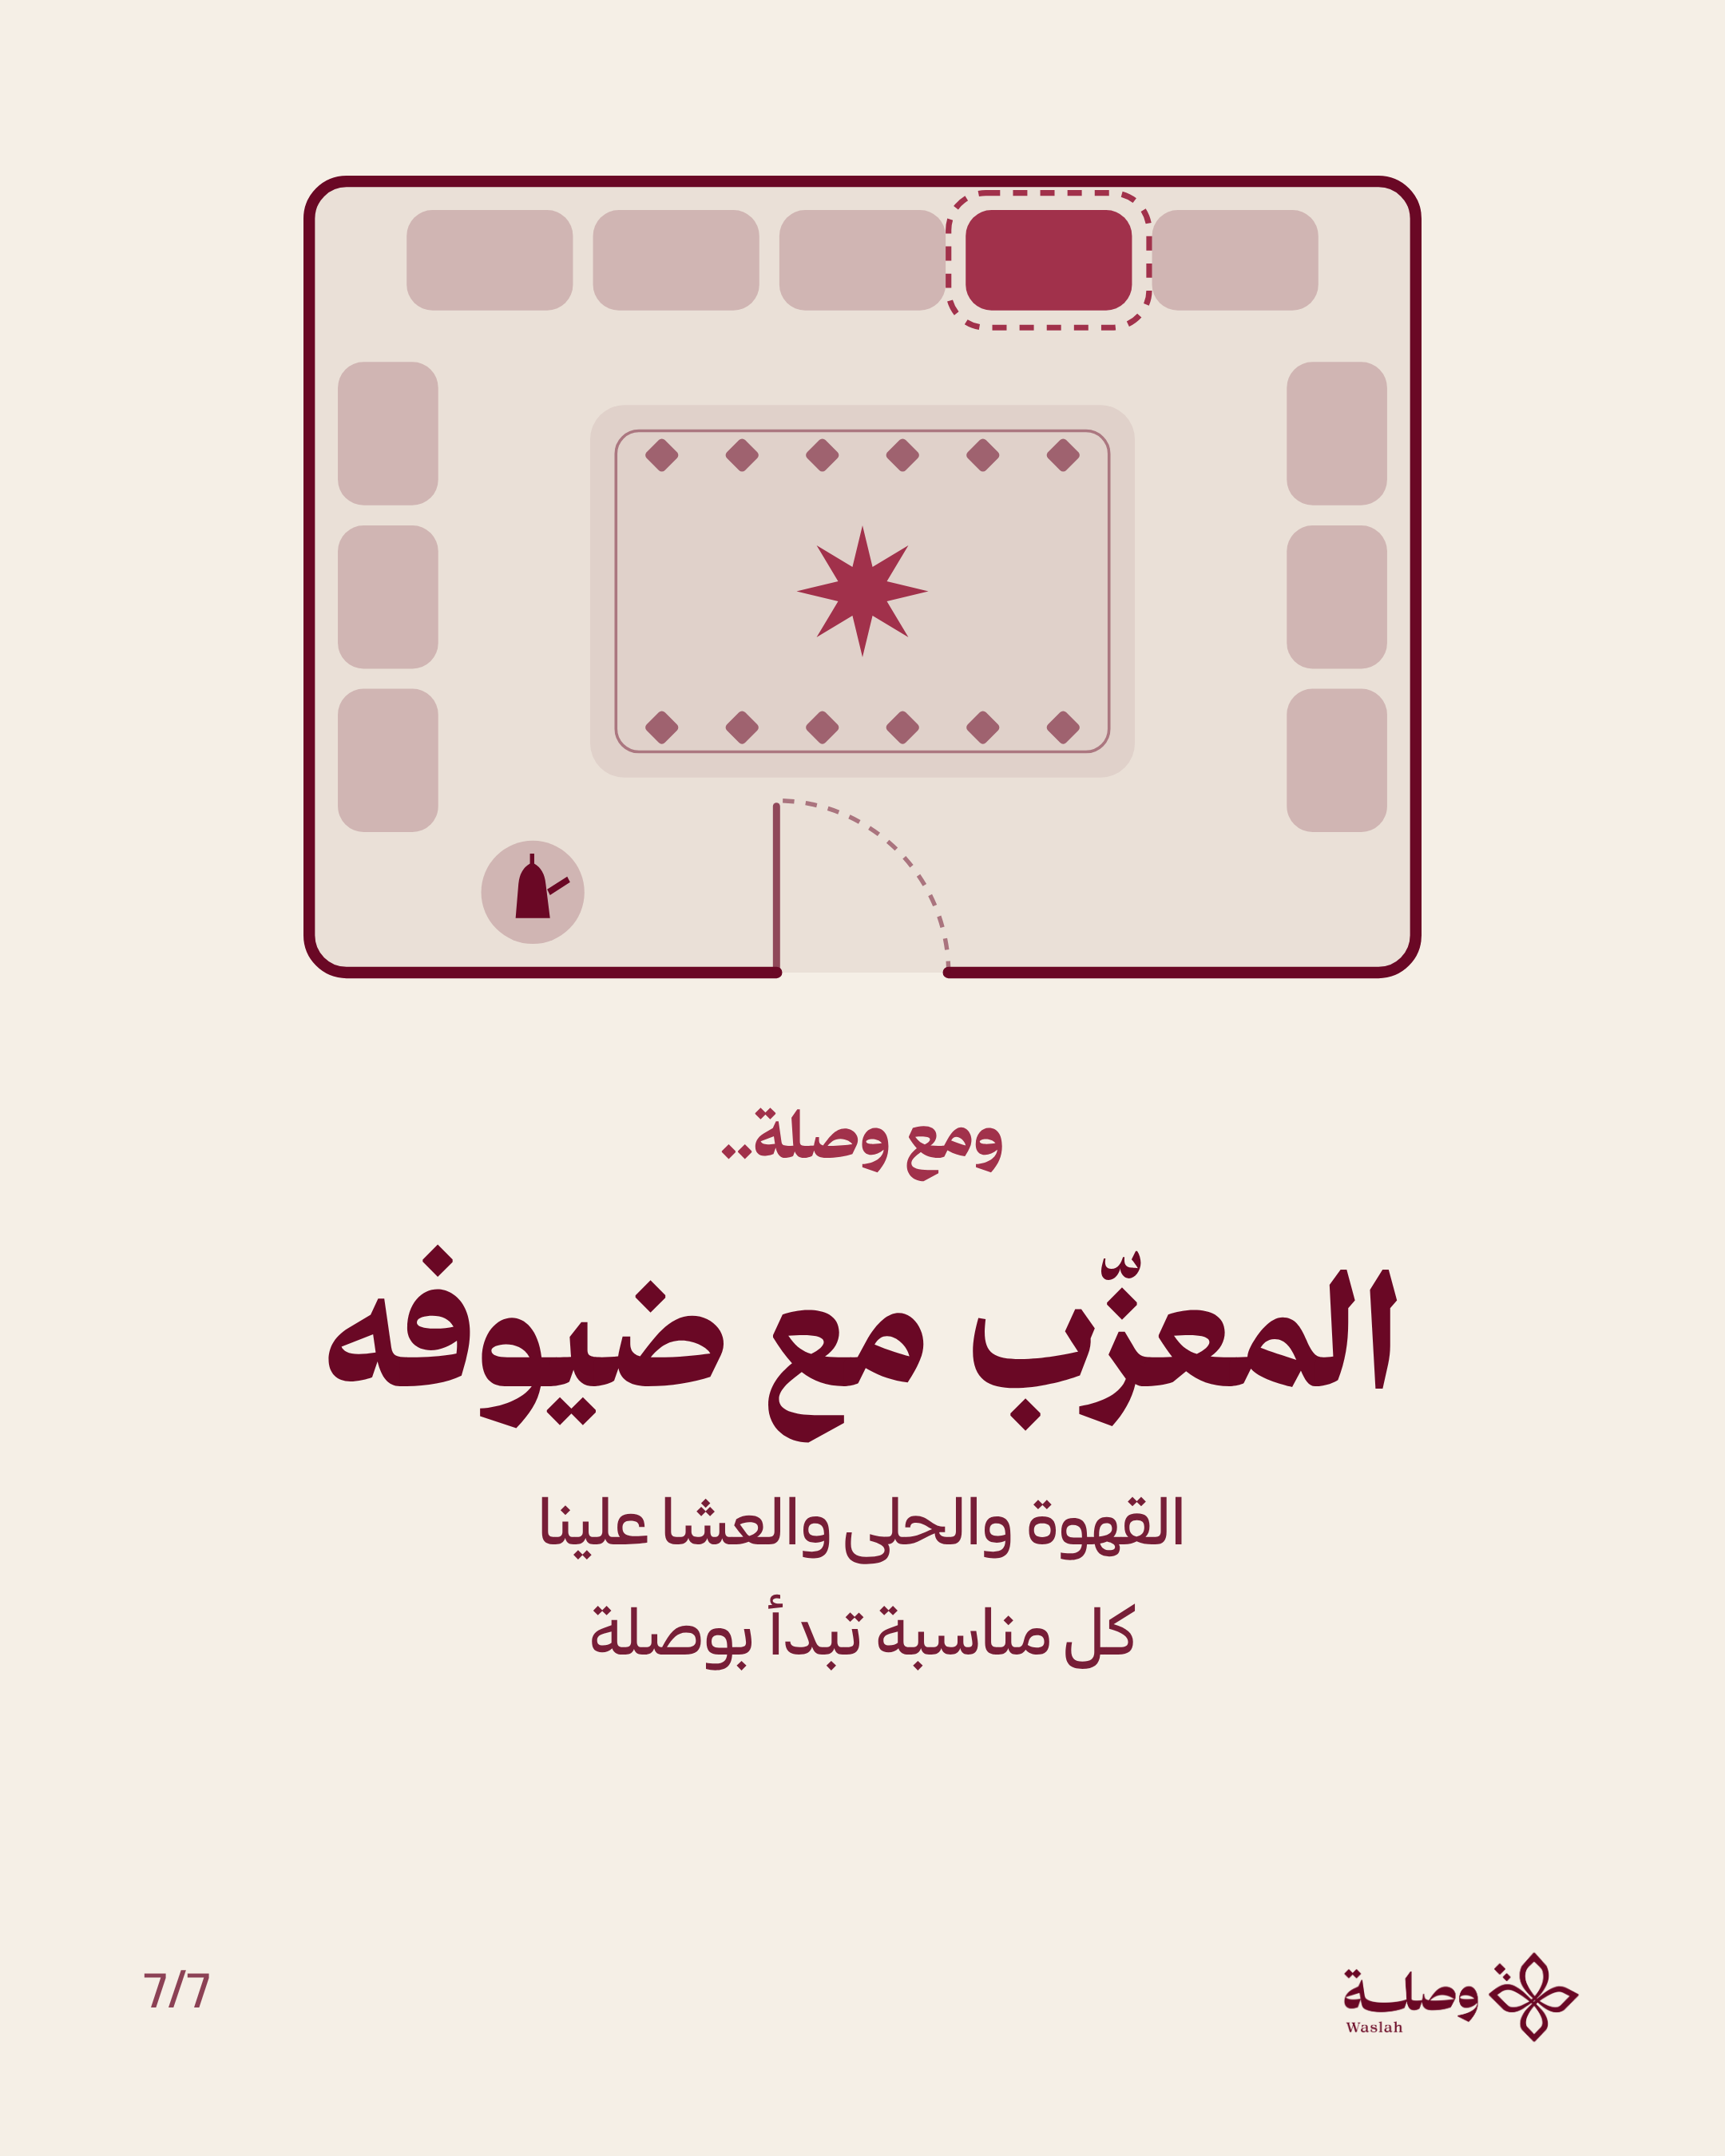 ومع وصلة..
المعزّب مع ضيوفه
القهوة والحلى والعشا علينا
كل مناسبة تبدأ بوصلة
7/7
وصلة
Waslah